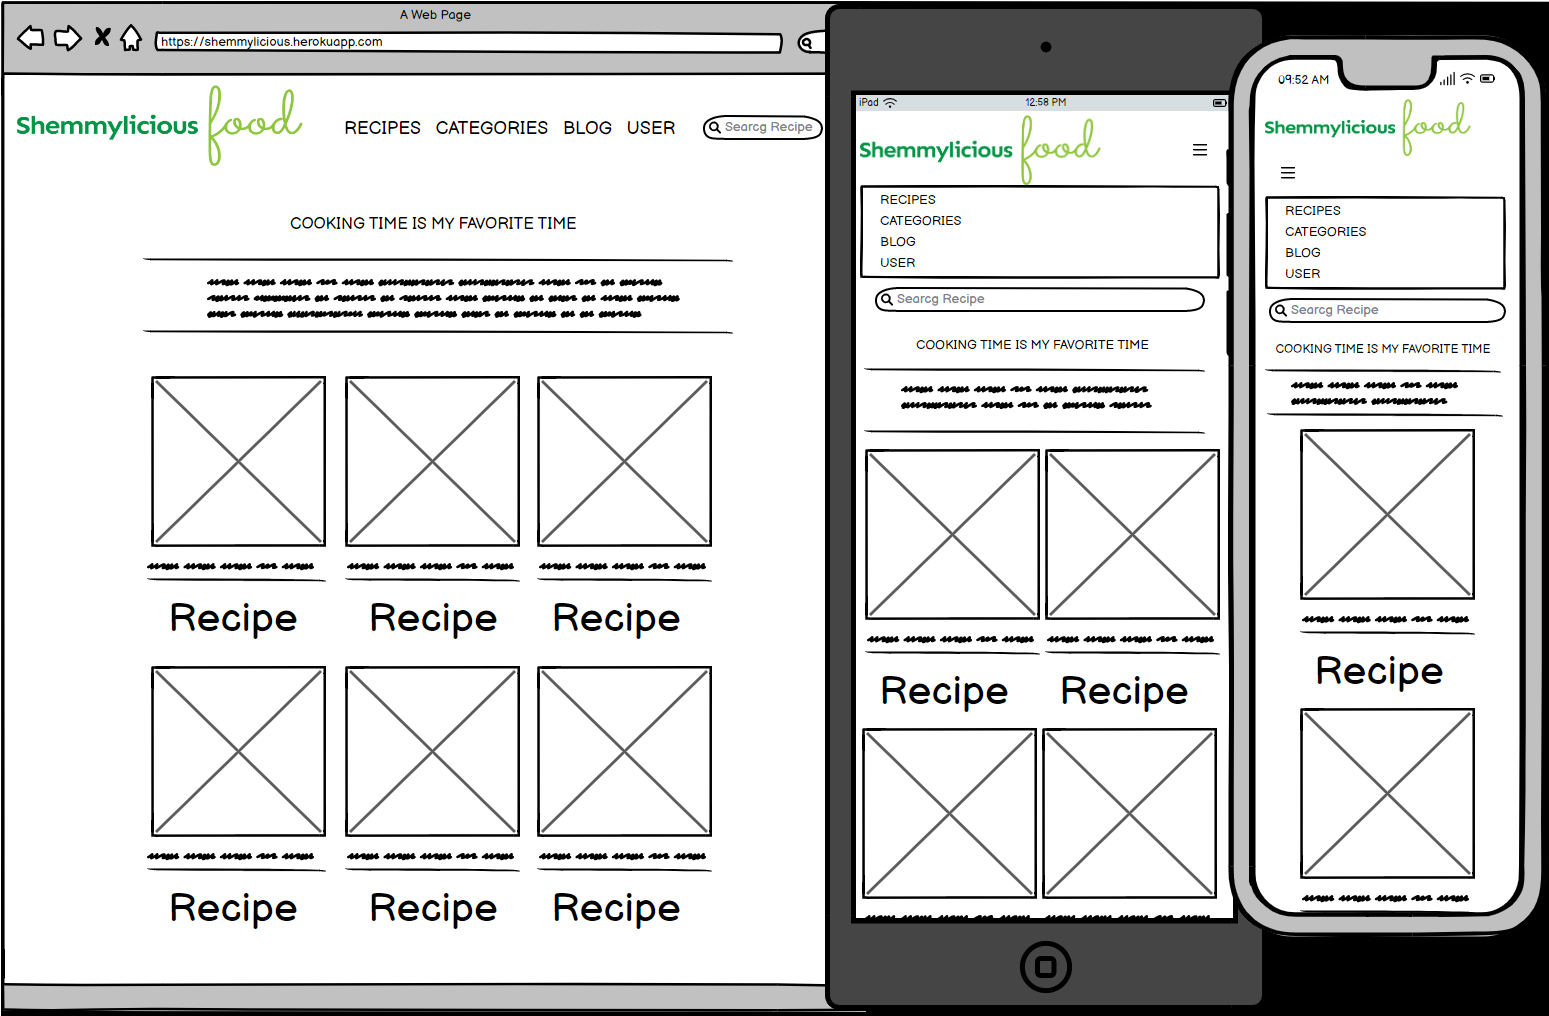 A Web Page
https://shemmylicious.herokuapp.com
Shemmylicious food
RECIPES CATEGORIES BLOG USER
Searcg Recipe
COOKING TIME IS MY FAVORITE TIME
Recipe Recipe Recipe
Recipe Recipe Recipe
iPad 12:58 PM
Shemmylicious food
RECIPES
CATEGORIES
BLOG
USER
Searcg Recipe
COOKING TIME IS MY FAVORITE TIME
Recipe Recipe
09:52 AM
Shemmylicious food
RECIPES
CATEGORIES
BLOG
USER
Searcg Recipe
COOKING TIME IS MY FAVORITE TIME
Recipe